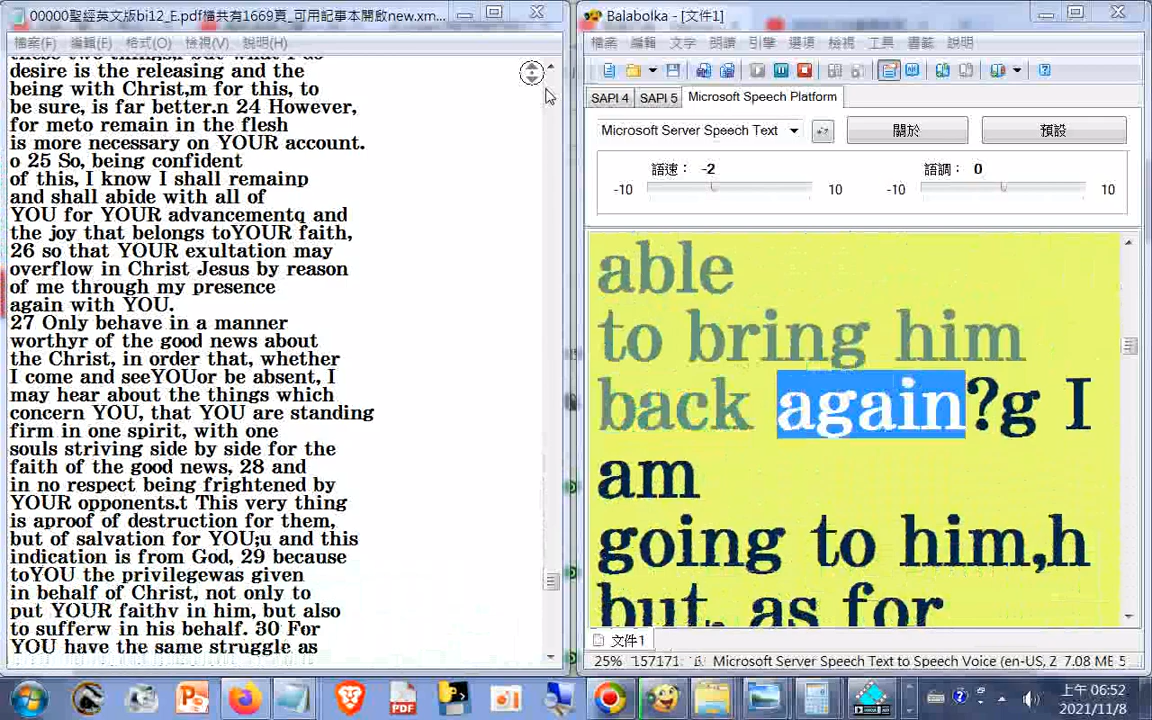 00000聖經英文版bi12_E.pdf檔共有1669頁_可用記事本開啟new.xm...
檔案(F) 編輯(E) 格式(O) 檢視(V) 說明(H)
desire is the releasing and the
being with Christ,m for this, to
be sure, is far better.n 24 However,
for meto remain in the flesh
is more necessary on YOUR account.
o 25 So, being confident
of this, I know I shall remainp
and shall abide with all of
YOU for YOUR advancementq and
the joy that belongs toYOUR faith,
26 so that YOUR exultation may
overflow in Christ Jesus by reason
of me through my presence
again with YOU.
27 Only behave in a manner
worthyr of the good news about
the Christ, in order that, whether
I come and seeYOUor be absent, I
may hear about the things which
concern YOU, that YOU are standing
firm in one spirit, with one
souls striving side by side for the
faith of the good news, 28 and
in no respect being frightened by
YOUR opponents.t This very thing
is aproof of destruction for them,
but of salvation for YOU;u and this
indication is from God, 29 because
toYOU the privilegewas given
in behalf of Christ, not only to
put YOUR faithv in him, but also
to sufferw in his behalf. 30 For
YOU have the same struggle as
Balabolka - [文件1]
檔案 編輯 文字 朗讀 引擎 選項 檢視 工具 書籤 說明
SAPI 4 SAPI 5 Microsoft Speech Platform
Microsoft Server Speech Text 關於 預設
語速： -2 語調： 0
-10 10 -10 10
able
to bring him
back again?g I
am
going to him,h
but, as for
文件1
25% 157171: Microsoft Server Speech Text to Speech Voice (en-US, 2 7.08 MB 5
PDF
上午 06:52
2021/11/8